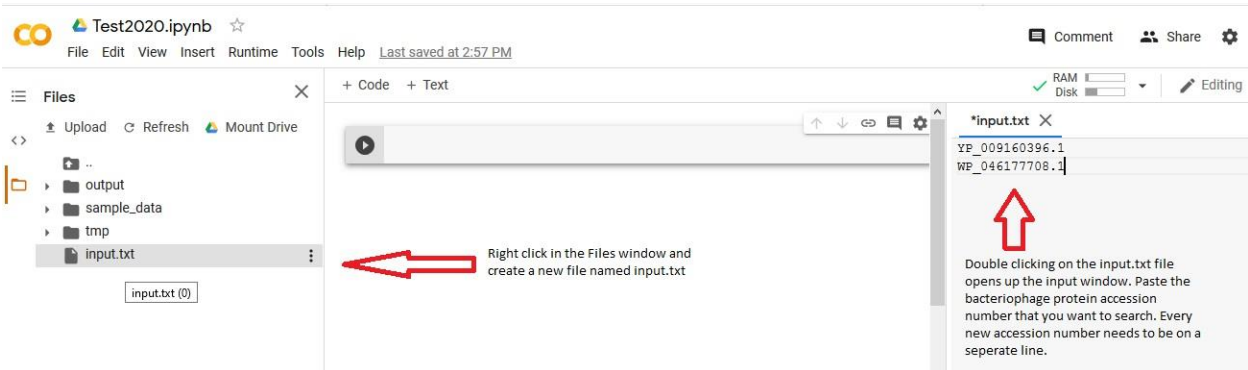 Test2020.ipynb
File Edit View Insert Runtime Tools Help Last saved at 2:57 PM
Comment Share
Files
Upload Refresh Mount Drive
..
output
sample_data
tmp
input.txt
input.txt (0)
+ Code + Text
RAM
Disk
Editing
Right click in the Files window and
create a new file named input.txt
*input.txt
YP_009160396.1
WP_046177708.1
Double clicking on the input.txt file
opens up the input window. Paste the
bacteriophage protein accession
number that you want to search. Every
new accession number needs to be on a
seperate line.